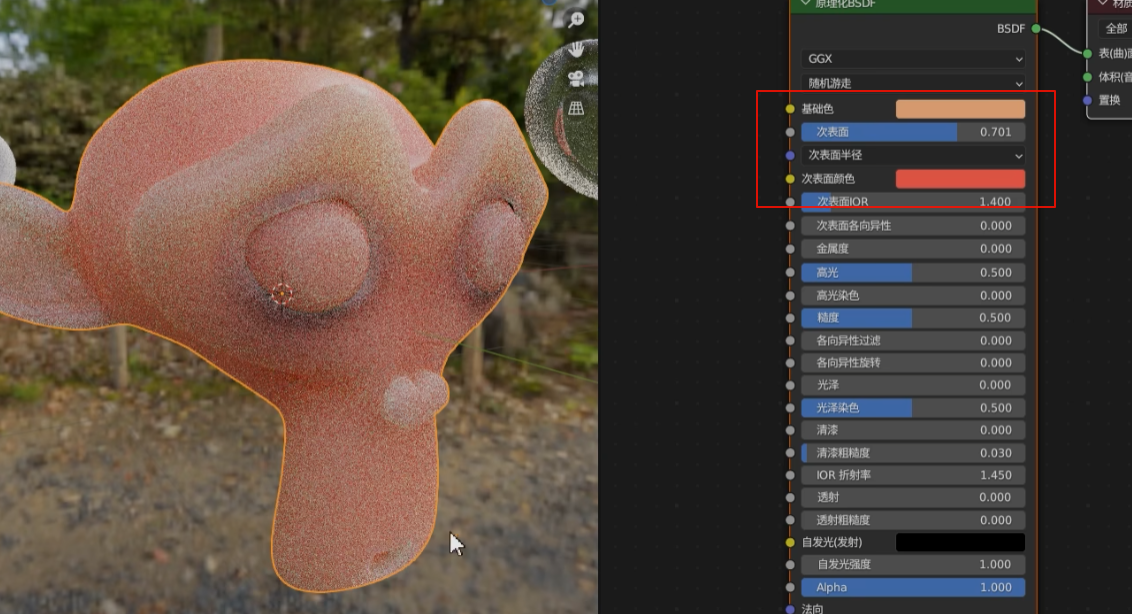 原理化BSDF
BSDF
GGX
随机游走
基础色
次表面 0.701
次表面半径
次表面颜色
次表面IOR 1.400
次表面各向异性 0.000
金属度 0.000
高光 0.500
高光染色 0.000
糙度 0.500
各向异性过滤 0.000
各向异性旋转 0.000
光泽 0.000
光泽染色 0.500
清漆 0.000
清漆粗糙度 0.030
IOR 折射率 1.450
透射 0.000
透射粗糙度 0.000
自发光(发射)
自发光强度 1.000
Alpha 1.000
法向
全部
表(曲)
体积(
置换